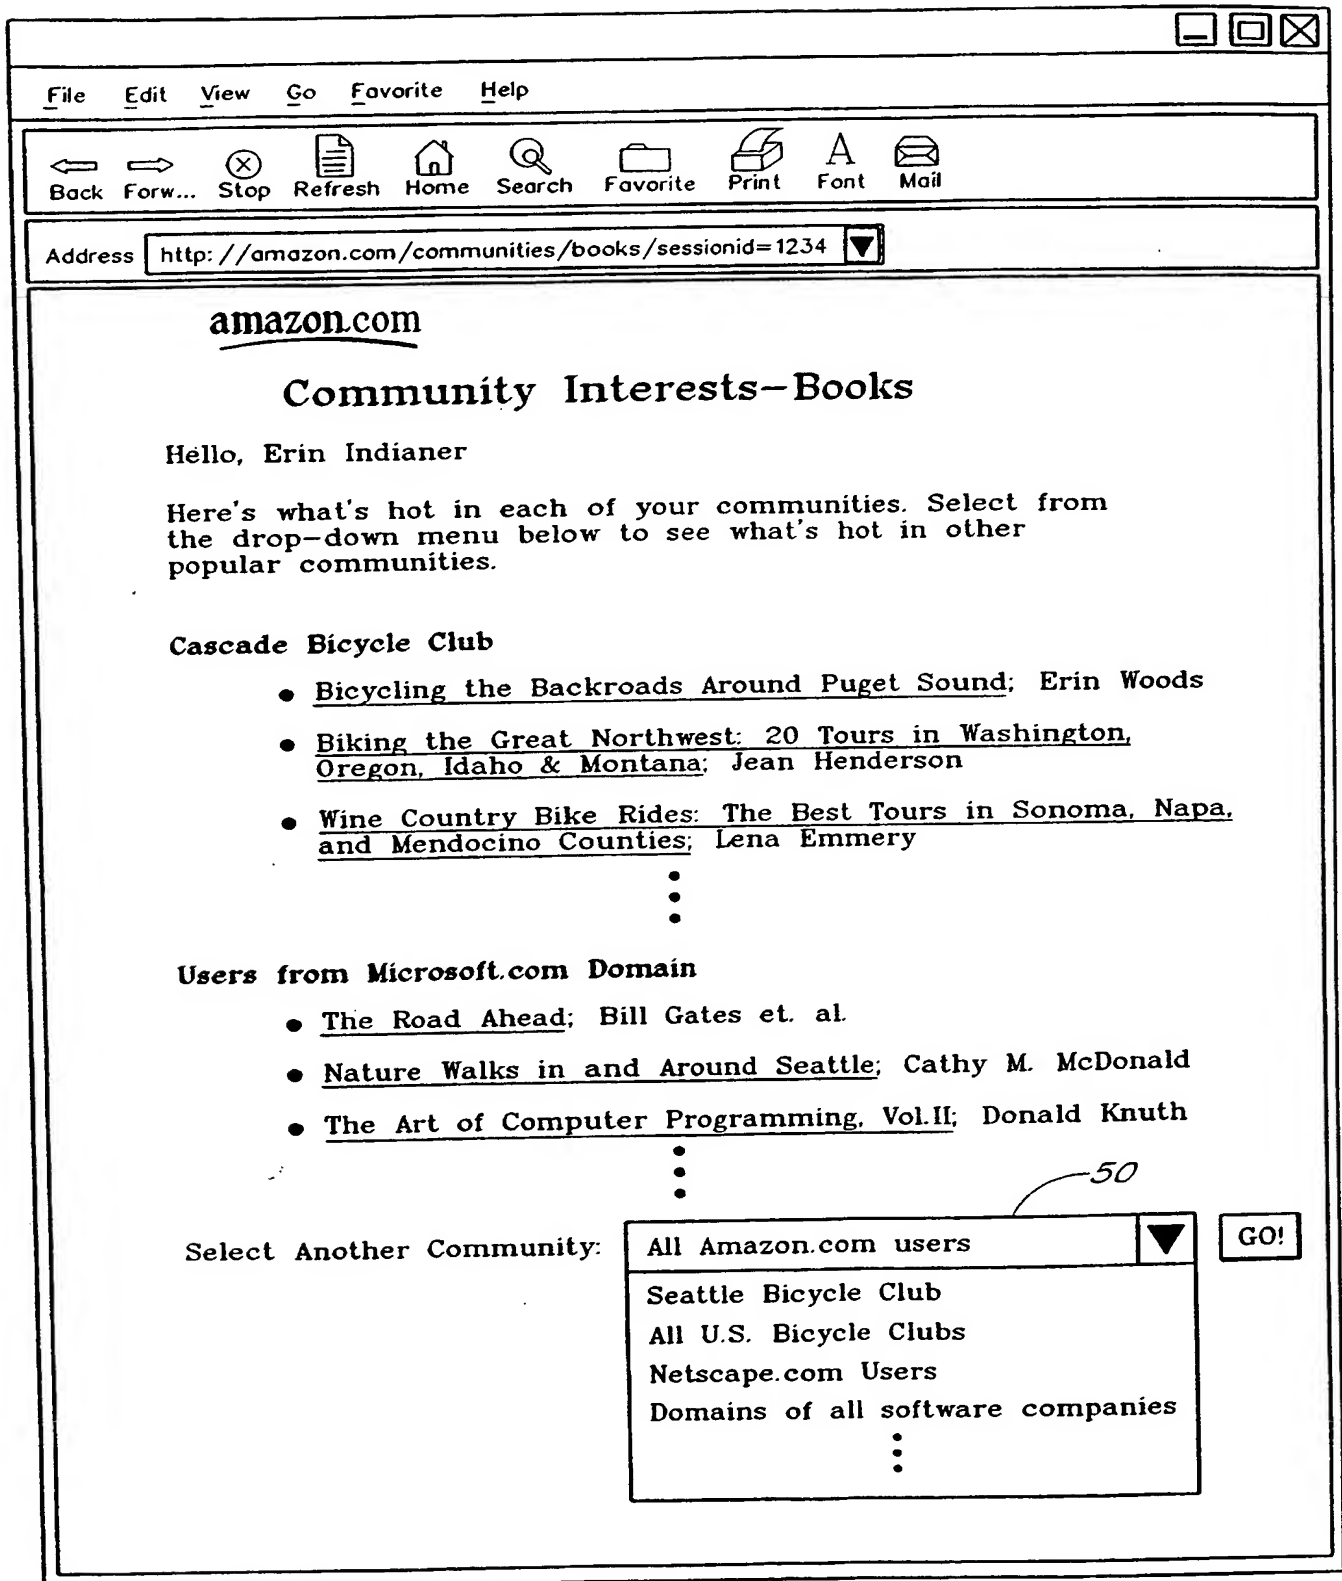 File Edit View Go Favorite Help
Back Forw... Stop Refresh Home Search Favorite Print A Font Mail
Address http://amazon.com/communities/books/sessionid=1234
amazon.com
Community Interests-Books
Hello, Erin Indianer
Here's what's hot in each of your communities. Select from
the drop-down menu below to see what's hot in other
popular communities.
Cascade Bicycle Club
• Bicycling the Backroads Around Puget Sound; Erin Woods
• Biking the Great Northwest: 20 Tours in Washington,
Oregon, Idaho & Montana; Jean Henderson
• Wine Country Bike Rides: The Best Tours in Sonoma, Napa,
and Mendocino Counties; Lena Emmery
Users from Microsoft.com Domain
• The Road Ahead; Bill Gates et. al.
• Nature Walks in and Around Seattle; Cathy M. McDonald
• The Art of Computer Programming, Vol.II; Donald Knuth
50
Select Another Community: All Amazon.com users GO!
Seattle Bicycle Club
All U.S. Bicycle Clubs
Netscape.com Users
Domains of all software companies